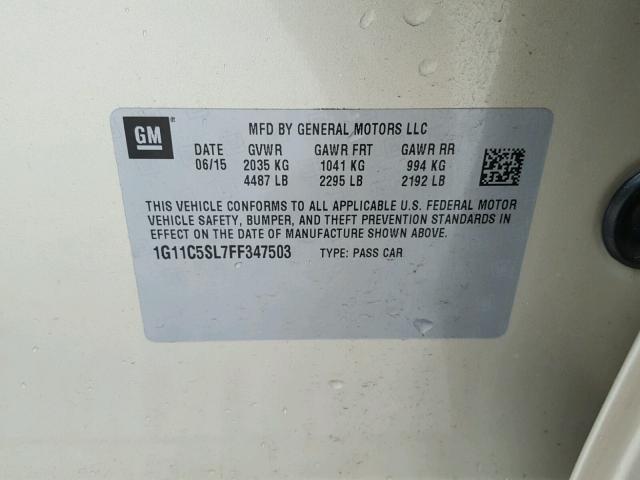 GM ®
MFD BY GENERAL MOTORS LLC
DATE GVWR GAWR FRT GAWR RR
06/15 2035 KG 1041 KG 994 KG
4487 LB 2295 LB 2192 LB
THIS VEHICLE CONFORMS TO ALL APPLICABLE U.S. FEDERAL MOTOR
VEHICLE SAFETY, BUMPER, AND THEFT PREVENTION STANDARDS IN
EFFECT ON THE DATE OF MANUFACTURE SHOWN ABOVE.
1G11C5SL7FF347503 TYPE: PASS CAR